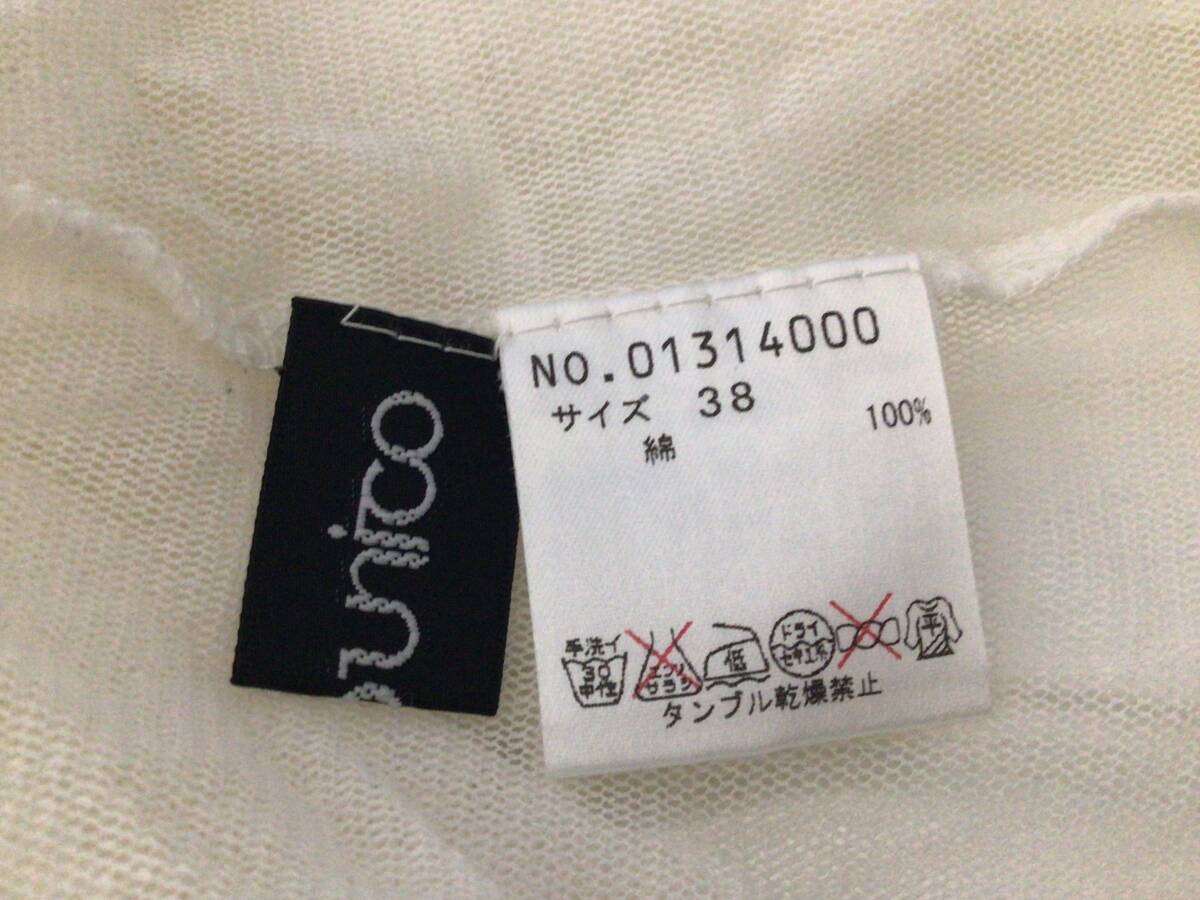 unico
NO.01314000
サイズ 38
綿 100%
手洗イ
30
中性
エンソ
サラシ
低
ドライ
セキユ系
平
タンブル乾燥禁止